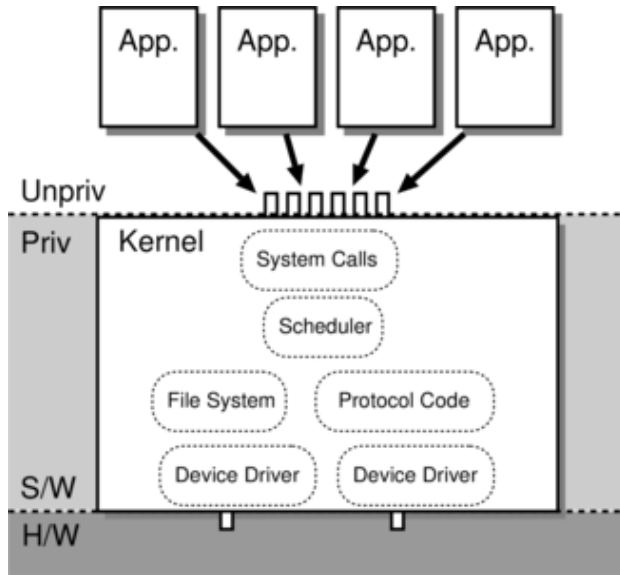 App. App. App. App.
Unpriv
Priv
Kernel
System Calls
Scheduler
File System
Protocol Code
Device Driver
Device Driver
S/W
H/W